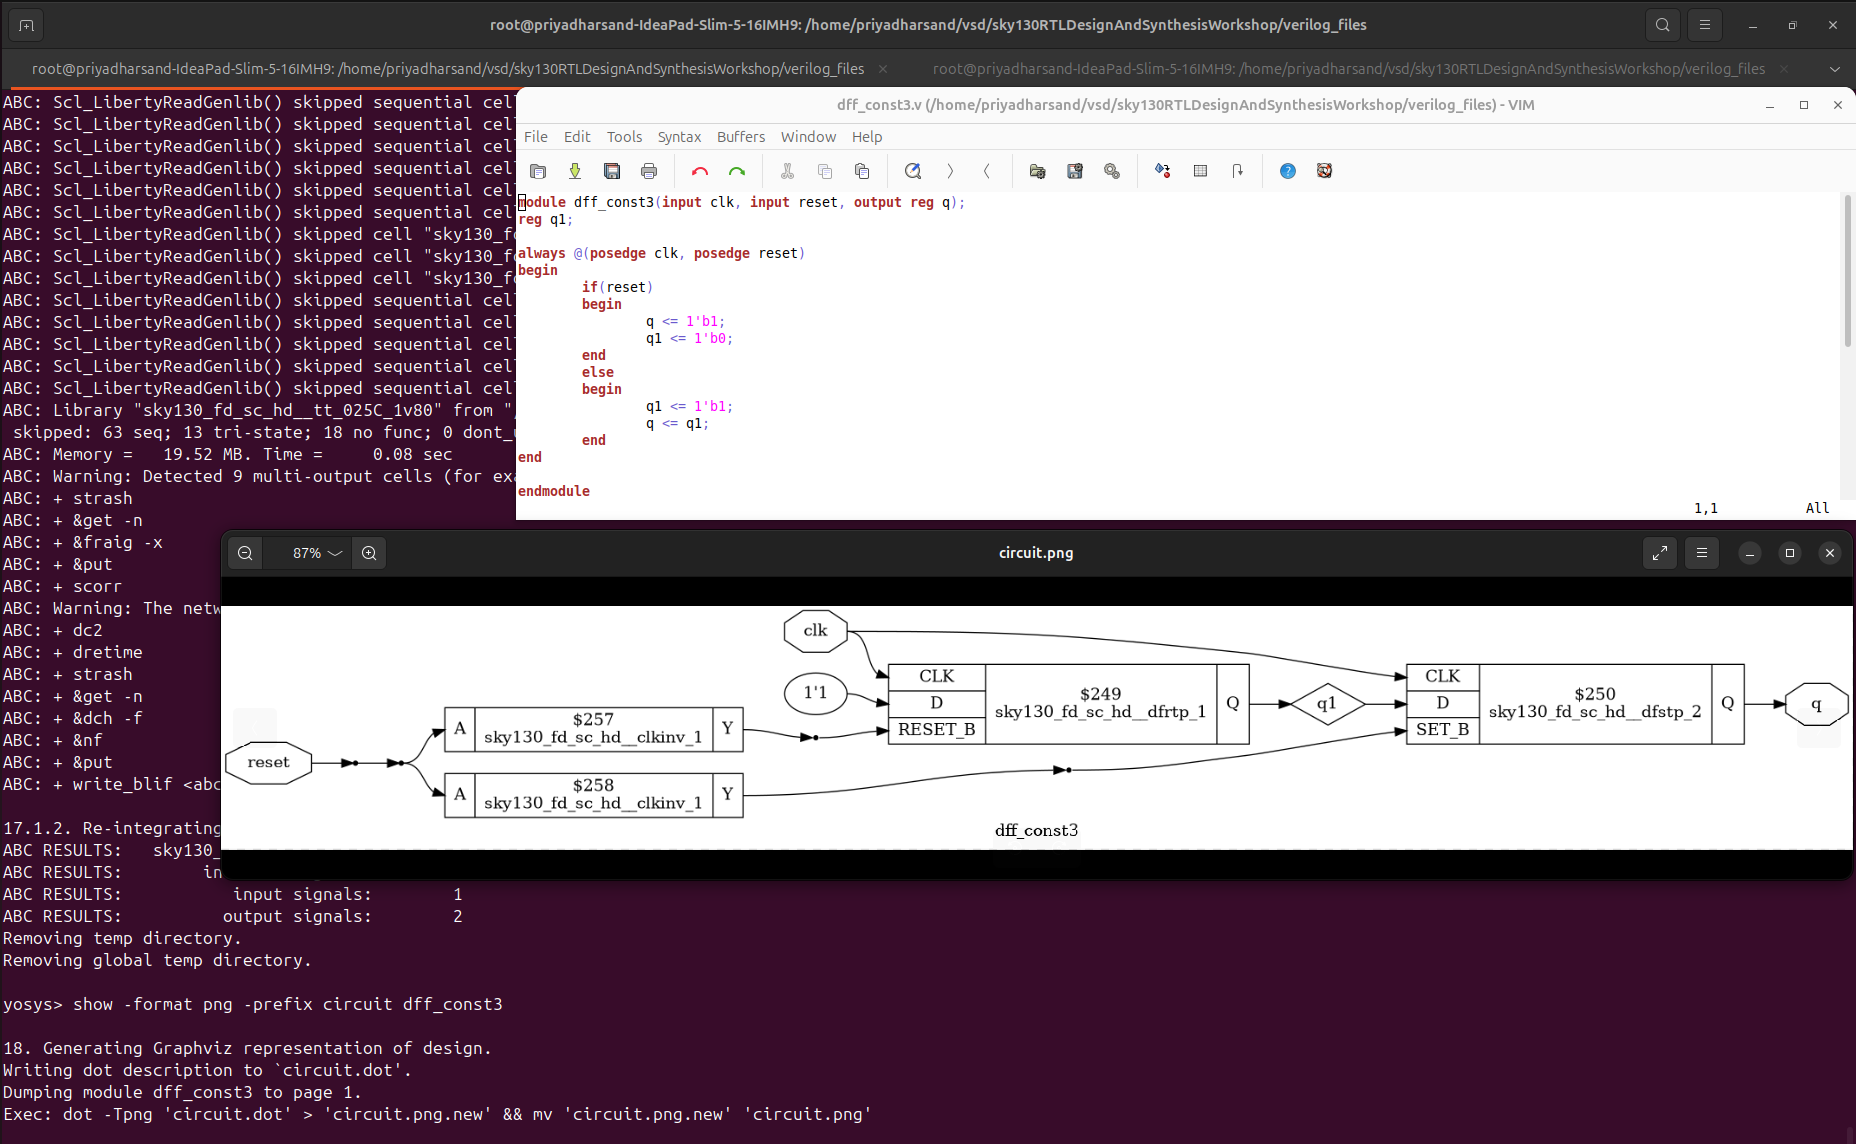 root@priyadharsand-IdeaPad-Slim-5-16IMH9: /home/priyadharsand/vsd/sky130RTLDesignAndSynthesisWorkshop/verilog_files
root@priyadharsand-IdeaPad-Slim-5-16IMH9: /home/priyadharsand/vsd/sky130RTLDesignAndSynthesisWorkshop/verilog_files
root@priyadharsand-IdeaPad-Slim-5-16IMH9: /home/priyadharsand/vsd/sky130RTLDesignAndSynthesisWorkshop/verilog_files
ABC: Scl_LibertyReadGenlib() skipped sequential cel
ABC: Scl_LibertyReadGenlib() skipped sequential cel
ABC: Scl_LibertyReadGenlib() skipped sequential cel
ABC: Scl_LibertyReadGenlib() skipped sequential cel
ABC: Scl_LibertyReadGenlib() skipped sequential cel
ABC: Scl_LibertyReadGenlib() skipped sequential cel
ABC: Scl_LibertyReadGenlib() skipped cell "sky130_f
ABC: Scl_LibertyReadGenlib() skipped cell "sky130_f
ABC: Scl_LibertyReadGenlib() skipped cell "sky130_f
ABC: Scl_LibertyReadGenlib() skipped sequential cel
ABC: Scl_LibertyReadGenlib() skipped sequential cel
ABC: Scl_LibertyReadGenlib() skipped sequential cel
ABC: Scl_LibertyReadGenlib() skipped sequential cel
ABC: Scl_LibertyReadGenlib() skipped sequential cel
ABC: Library "sky130_fd_sc_hd__tt_025C_1v80" from "
skipped: 63 seq; 13 tri-state; 18 no func; 0 dont_
ABC: Memory =   19.52 MB. Time =     0.08 sec
ABC: Warning: Detected 9 multi-output cells (for ex
ABC: + strash
ABC: + &get -n
ABC: + &fraig -x
ABC: + &put
ABC: + scorr
ABC: Warning: The netw
ABC: + dc2
ABC: + dretime
ABC: + strash
ABC: + &get -n
ABC: + &dch -f
ABC: + &nf
ABC: + &put
ABC: + write_blif <abc
17.1.2. Re-integrating
ABC RESULTS:   sky130_
ABC RESULTS:        in
ABC RESULTS:           input signals:        1
ABC RESULTS:          output signals:        2
Removing temp directory.
Removing global temp directory.
yosys> show -format png -prefix circuit dff_const3
18. Generating Graphviz representation of design.
Writing dot description to `circuit.dot'.
Dumping module dff_const3 to page 1.
Exec: dot -Tpng 'circuit.dot' > 'circuit.png.new' && mv 'circuit.png.new' 'circuit.png'
dff_const3.v (/home/priyadharsand/vsd/sky130RTLDesignAndSynthesisWorkshop/verilog_files) - VIM
File Edit Tools Syntax Buffers Window Help
module dff_const3(input clk, input reset, output reg q);
reg q1;
always @(posedge clk, posedge reset)
begin
if(reset)
begin
q <= 1'b1;
q1 <= 1'b0;
end
else
begin
q1 <= 1'b1;
q <= q1;
end
end
endmodule
1,1 All
87%
circuit.png
clk
1'1
reset
A
$257
sky130_fd_sc_hd__clkinv_1
Y
A
$258
sky130_fd_sc_hd__clkinv_1
Y
CLK
D
RESET_B
$249
sky130_fd_sc_hd__dfrtp_1
Q
q1
CLK
D
SET_B
$250
sky130_fd_sc_hd__dfstp_2
Q
q
dff_const3